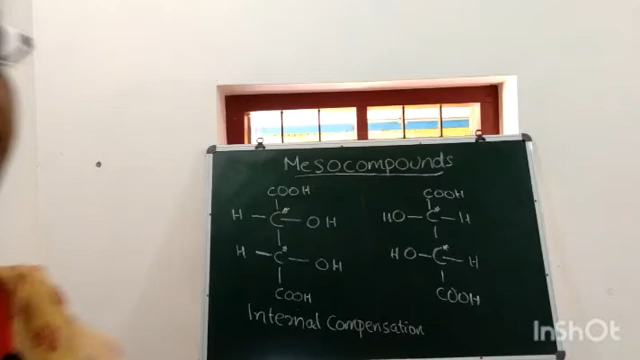 Mesocompounds
COOH COOH
H — C* — OH HO — C* — H
H — C* — OH HO — C* — H
COOH COOH
Internal Compensation
InShOt